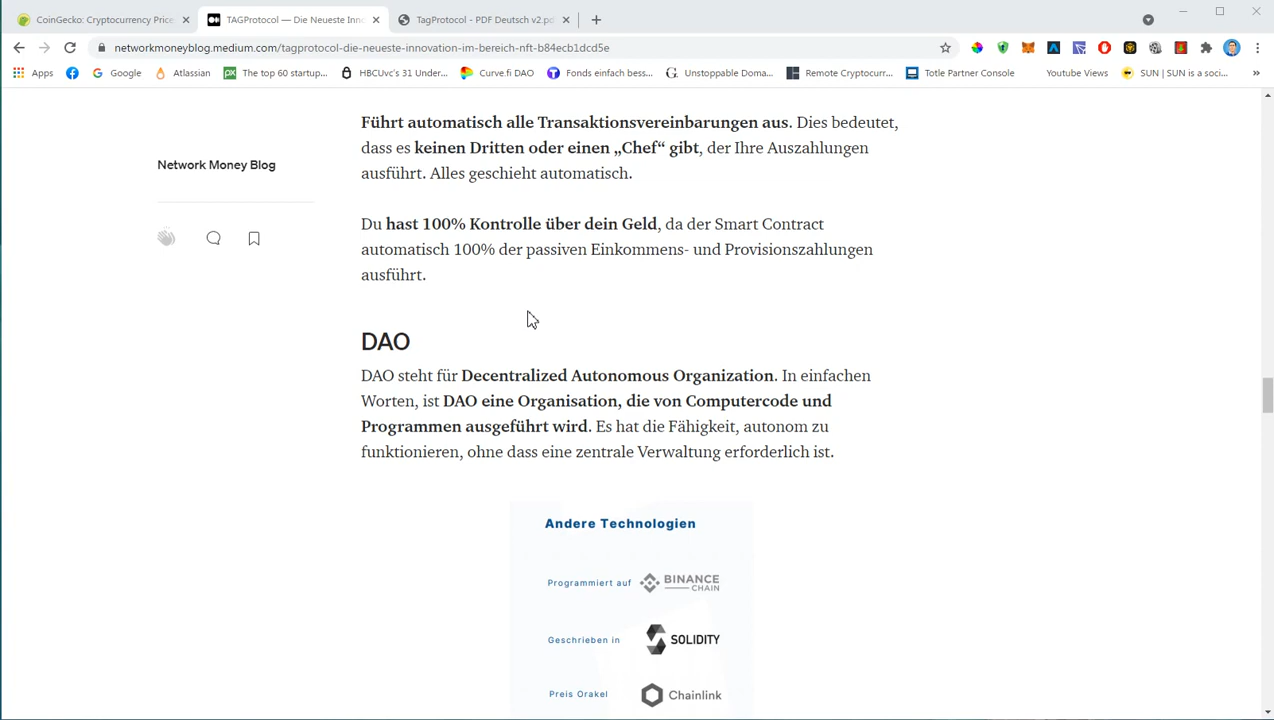 CoinGecko: Cryptocurrency Price
TAGProtocol — Die Neueste Inn
TagProtocol - PDF Deutsch v2.pd
networkmoneyblog.medium.com/tagprotocol-die-neueste-innovation-im-bereich-nft-b84ecb1dcd5e
Apps
Google
Atlassian
The top 60 startup...
HBCUvc's 31 Under...
Curve.fi DAO
Fonds einfach bess...
Unstoppable Doma...
Remote Cryptocurr...
Totle Partner Console
Youtube Views
SUN | SUN is a soci...
Führt automatisch alle Transaktionsvereinbarungen aus. Dies bedeutet,
dass es keinen Dritten oder einen „Chef“ gibt, der Ihre Auszahlungen
ausführt. Alles geschieht automatisch.
Network Money Blog
Du hast 100% Kontrolle über dein Geld, da der Smart Contract
automatisch 100% der passiven Einkommens- und Provisionszahlungen
ausführt.
DAO
DAO steht für Decentralized Autonomous Organization. In einfachen
Worten, ist DAO eine Organisation, die von Computercode und
Programmen ausgeführt wird. Es hat die Fähigkeit, autonom zu
funktionieren, ohne dass eine zentrale Verwaltung erforderlich ist.
Andere Technologien
Programmiert auf BINANCE
CHAIN
Geschrieben in SOLIDITY
Preis Orakel Chainlink